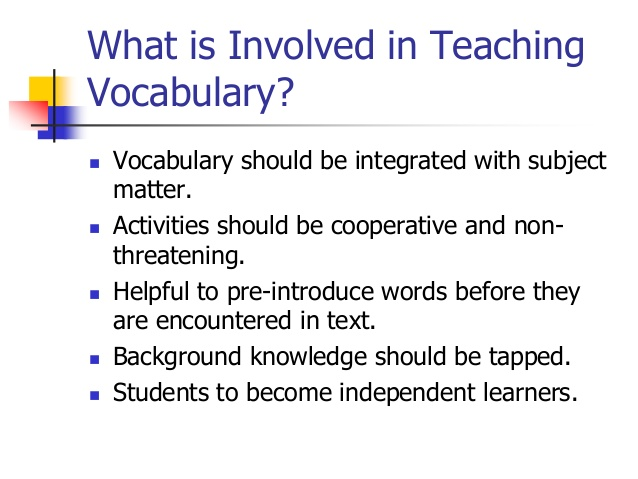 What is Involved in Teaching
Vocabulary?
Vocabulary should be integrated with subject
matter.
Activities should be cooperative and non-
threatening.
Helpful to pre-introduce words before they
are encountered in text.
Background knowledge should be tapped.
Students to become independent learners.